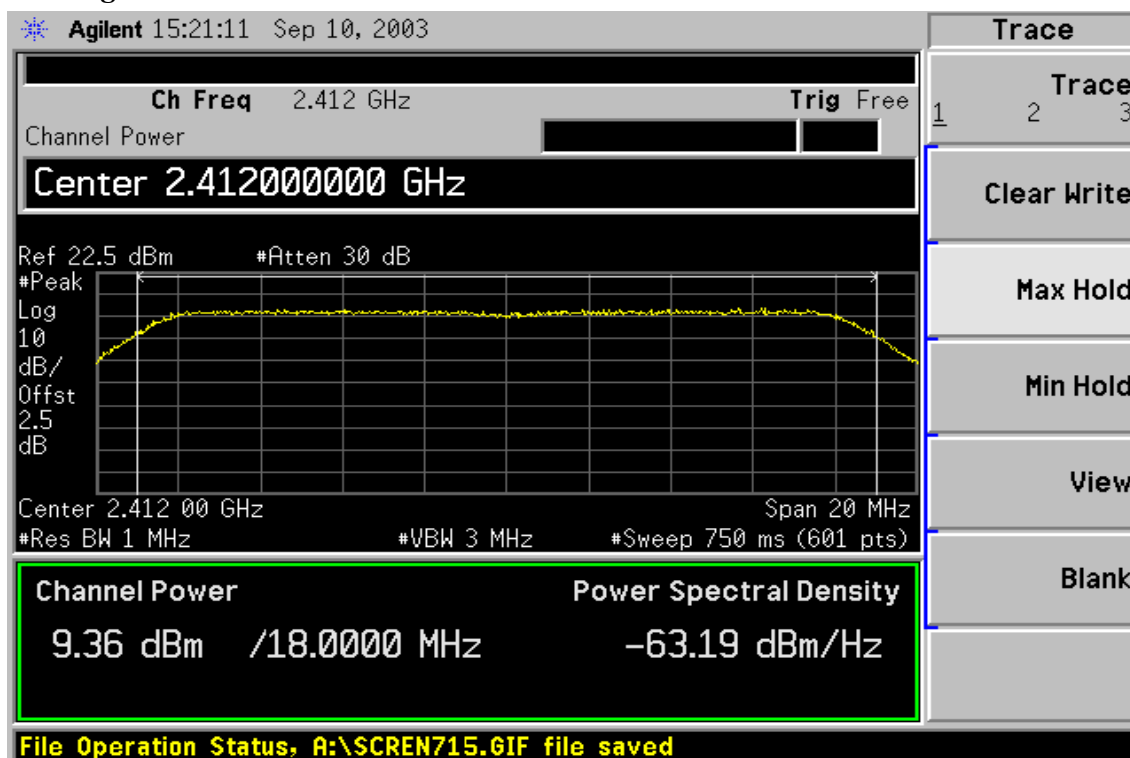 Agilent 15:21:11 Sep 10, 2003
Trace
Ch Freq 2.412 GHz Trig Free
Channel Power
Center 2.412000000 GHz
Ref 22.5 dBm #Atten 30 dB
#Peak
Log
10
dB/
Offst
2.5
dB
Center 2.412 00 GHz Span 20 MHz
#Res BW 1 MHz #VBW 3 MHz #Sweep 750 ms (601 pts)
Channel Power Power Spectral Density
9.36 dBm /18.0000 MHz -63.19 dBm/Hz
File Operation Status, A:\SCREN715.GIF file saved
Trace
1 2 3
Clear Write
Max Hold
Min Hold
View
Blank